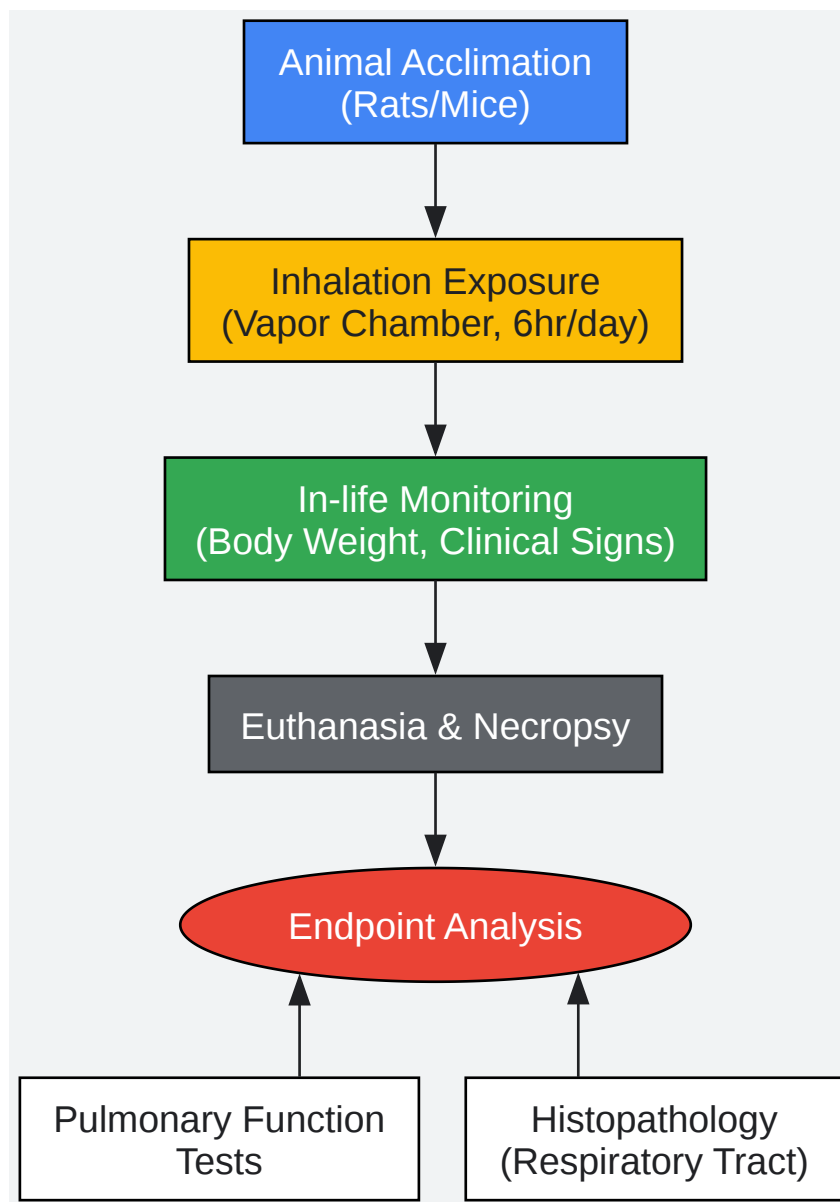 Animal Acclimation
(Rats/Mice)
Inhalation Exposure
(Vapor Chamber, 6hr/day)
In-life Monitoring
(Body Weight, Clinical Signs)
Euthanasia & Necropsy
Endpoint Analysis
Pulmonary Function
Tests
Histopathology
(Respiratory Tract)